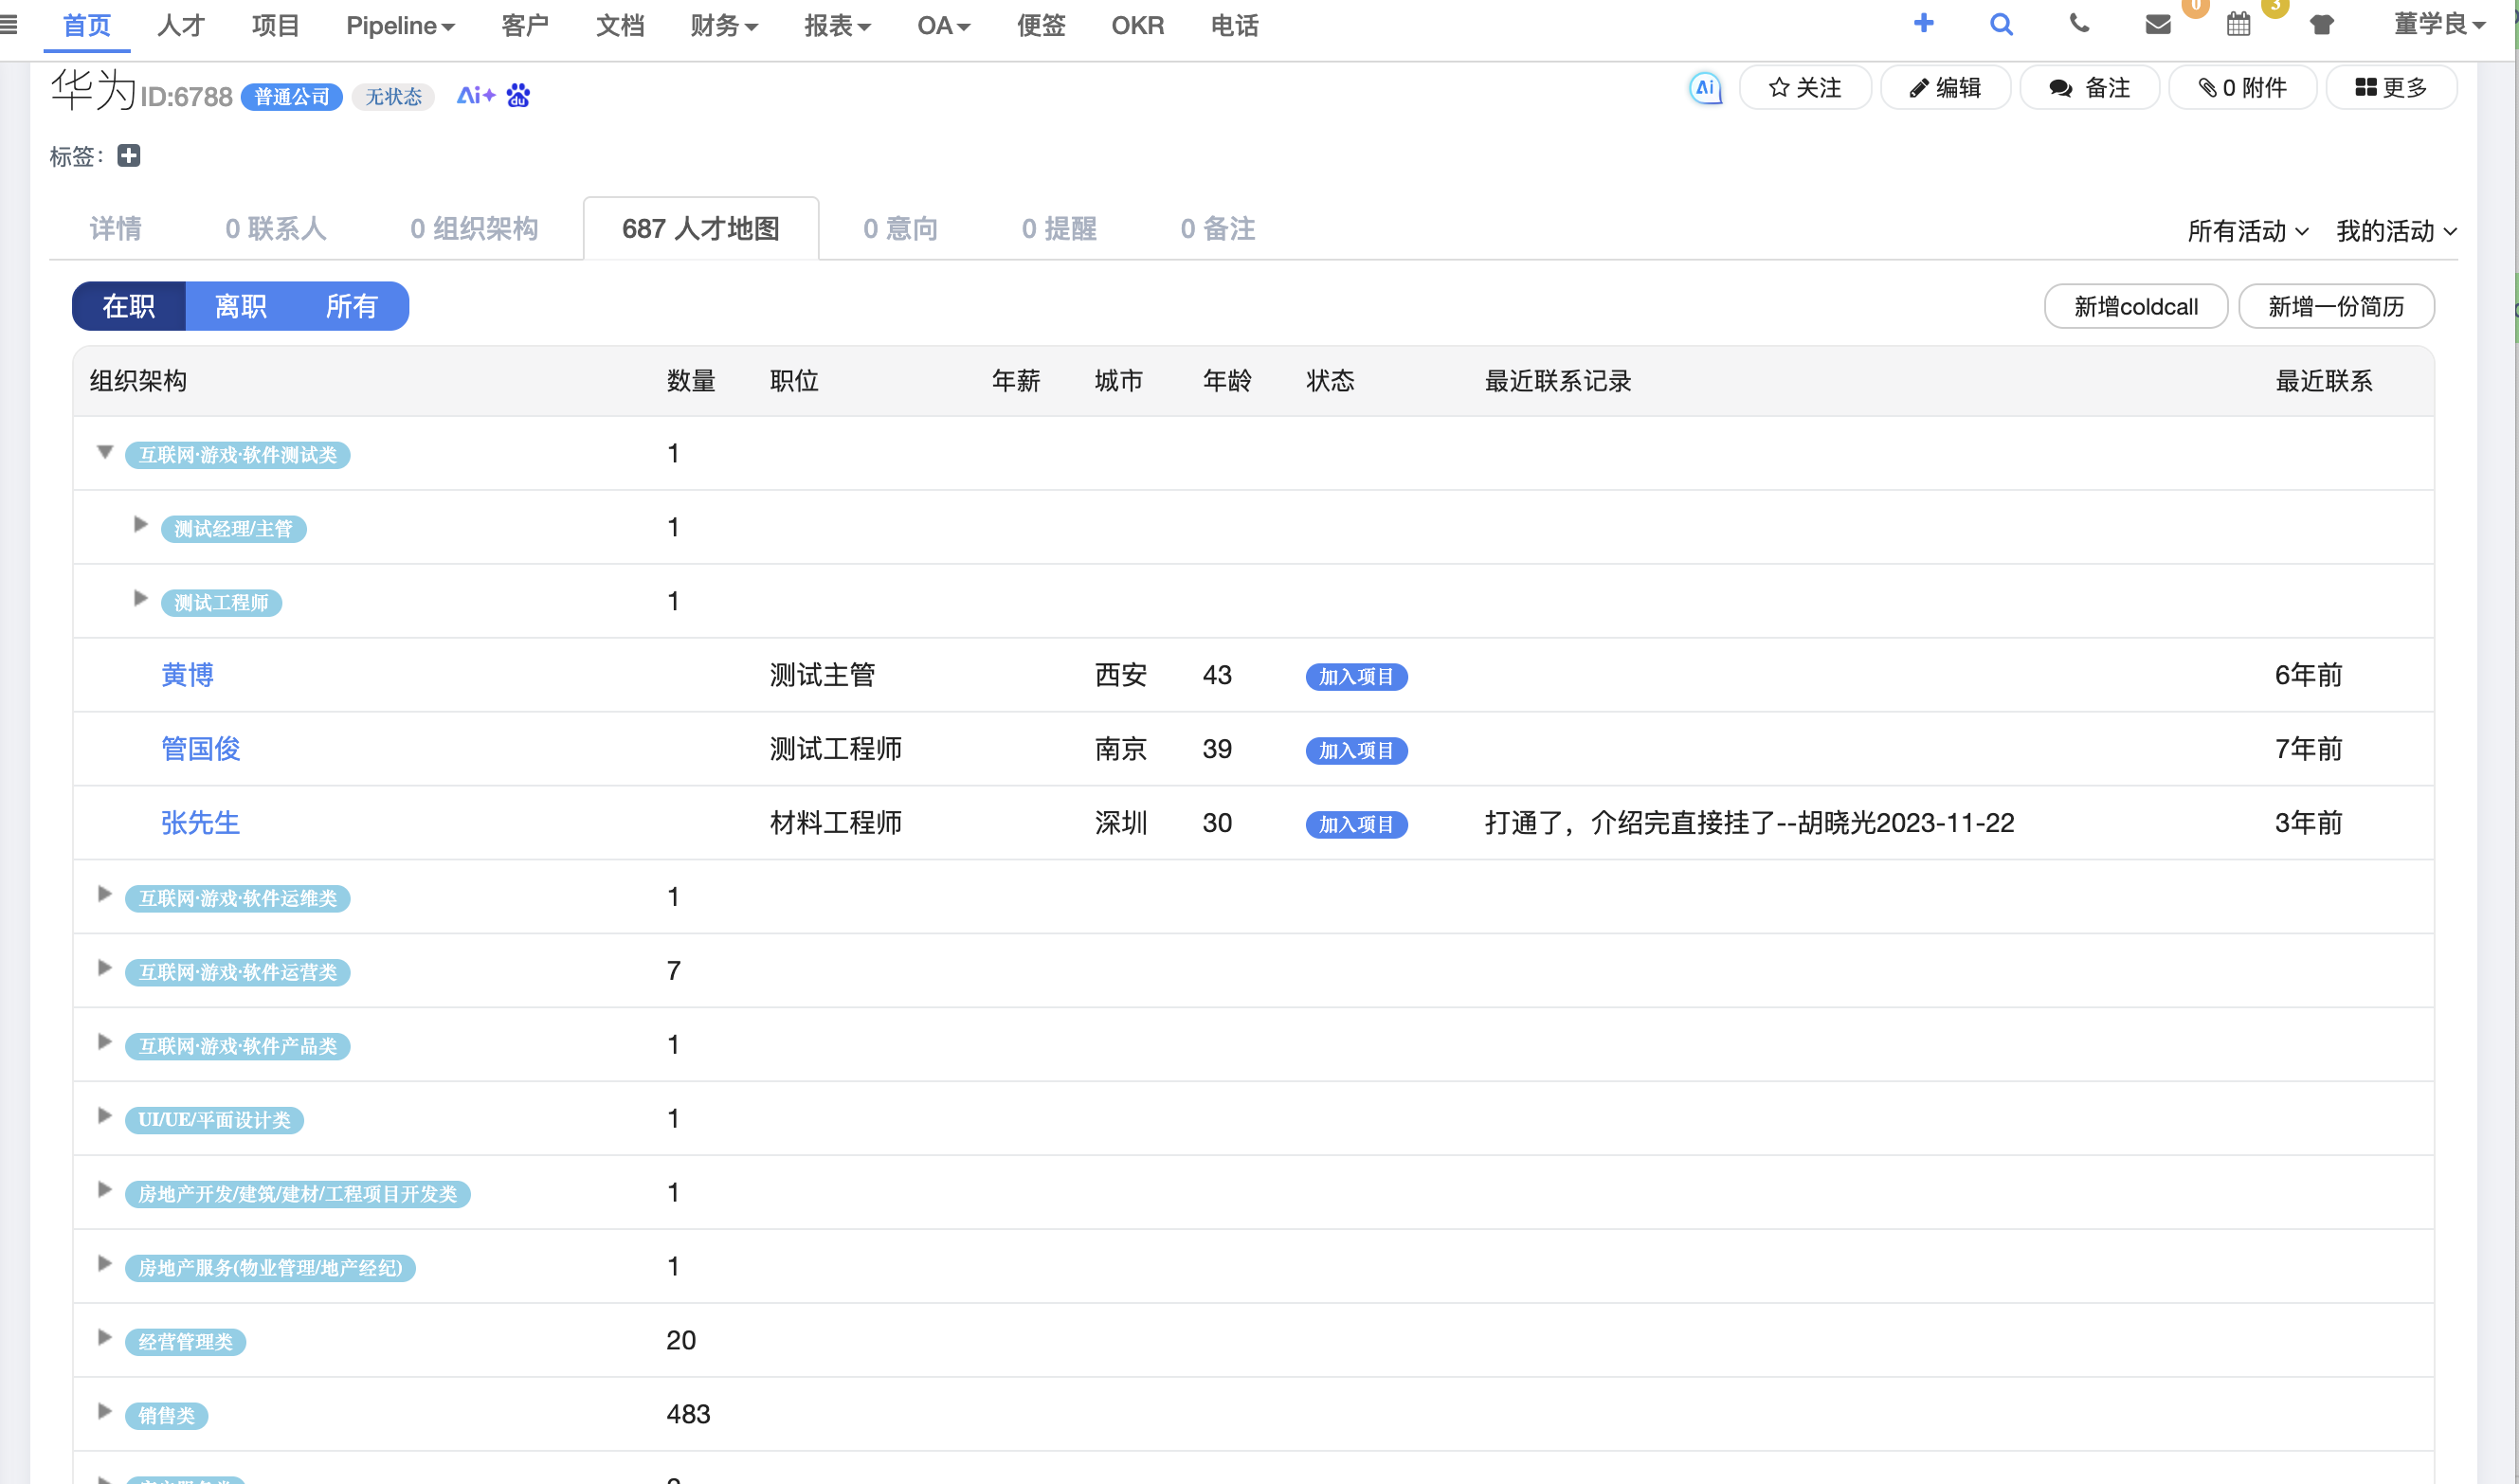 首页 人才 项目 Pipeline 客户 文档 财务 报表 OA 便签 OKR 电话 0 3 董学良
华为 ID:6788 普通公司 无状态 Ai du Ai 关注 编辑 备注 0 附件 更多
标签：
详情 0 联系人 0 组织架构 687 人才地图 0 意向 0 提醒 0 备注 所有活动 我的活动
在职 离职 所有 新增coldcall 新增一份简历
组织架构 数量 职位 年薪 城市 年龄 状态 最近联系记录 最近联系
互联网·游戏·软件测试类 1
测试经理/主管 1
测试工程师 1
黄博 测试主管 西安 43 加入项目 6年前
管国俊 测试工程师 南京 39 加入项目 7年前
张先生 材料工程师 深圳 30 加入项目 打通了，介绍完直接挂了--胡晓光2023-11-22 3年前
互联网·游戏·软件运维类 1
互联网·游戏·软件运营类 7
互联网·游戏·软件产品类 1
UI/UE/平面设计类 1
房地产开发/建筑/建材/工程项目开发类 1
房地产服务(物业管理/地产经纪) 1
经营管理类 20
销售类 483